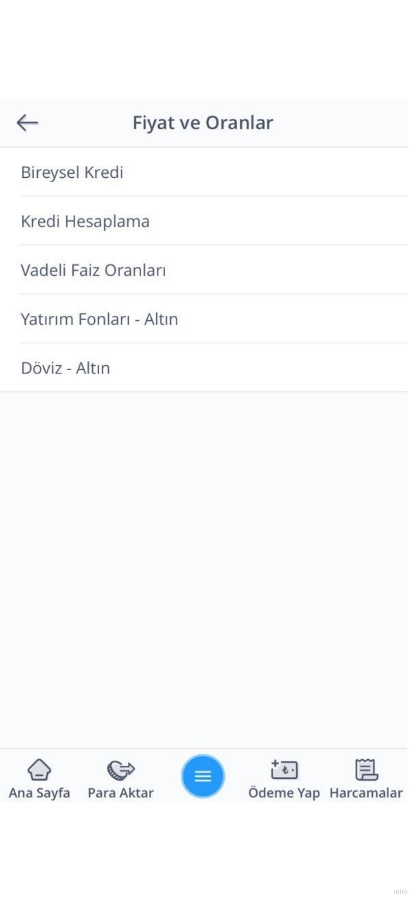 Fiyat ve Oranlar
Bireysel Kredi
Kredi Hesaplama
Vadeli Faiz Oranları
Yatırım Fonları - Altın
Döviz - Altın
Ana Sayfa
Para Aktar
Ödeme Yap
Harcamalar
miro